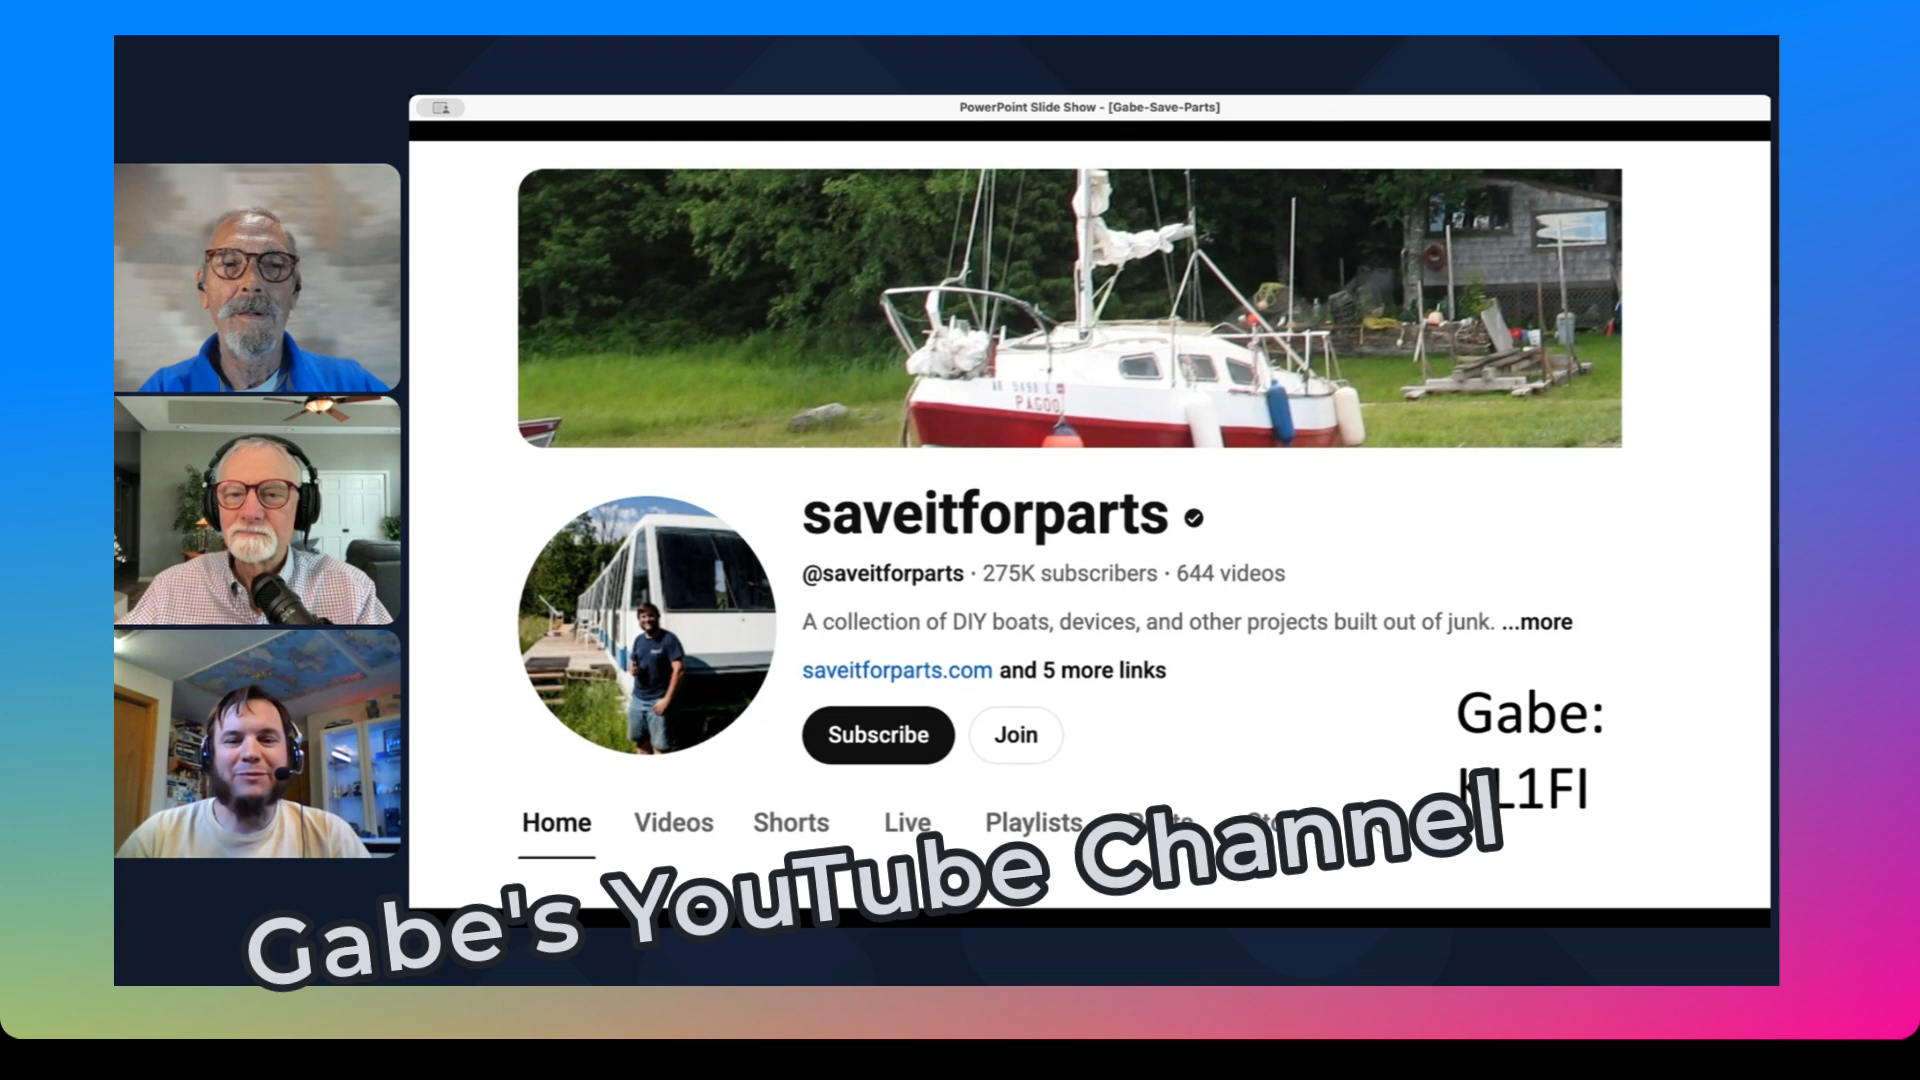 PowerPoint Slide Show - [Gabe-Save-Parts]
PAGOO
saveitforparts
@saveitforparts · 275K subscribers · 644 videos
A collection of DIY boats, devices, and other projects built out of junk. ...more
saveitforparts.com and 5 more links
Subscribe Join
Gabe:
KL1FI
Home Videos Shorts Live Playlists
Gabe's YouTube Channel